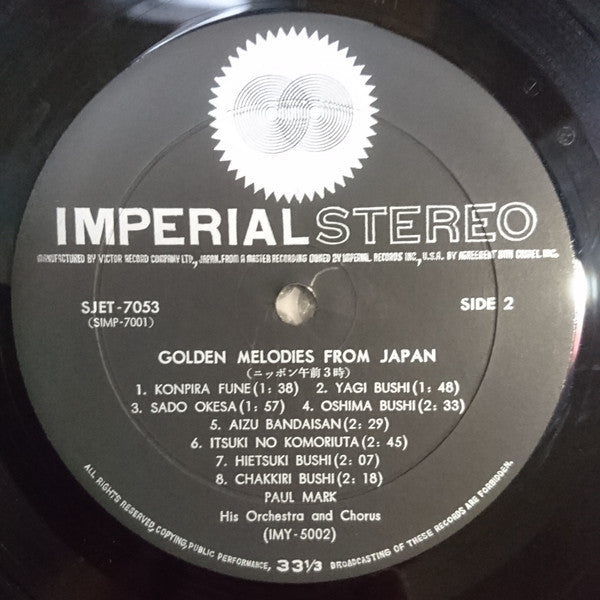 IMPERIAL STEREO
MANUFACTURED BY VICTOR RECORD COMPANY LTD., JAPAN. FROM A MASTER RECORDING OWNED BY IMPERIAL RECORDS INC., U.S.A. BY AGREEMENT WITH CHIDEL INC.
SJET-7053 SIDE 2
(SIMP-7001)
GOLDEN MELODIES FROM JAPAN
(ニッポン午前3時)
1. KONPIRA FUNE(1: 38) 2. YAGI BUSHI(1: 48)
3. SADO OKESA(1: 57) 4. OSHIMA BUSHI(2: 33)
5. AIZU BANDAISAN(2: 29)
6. ITSUKI NO KOMORIUTA(2: 45)
7. HIETSUKI BUSHI(2: 07)
8. CHAKKIRI BUSHI(2: 18)
PAUL MARK
His Orchestra and Chorus
(IMY-5002)
ALL RIGHTS RESERVED, COPYING, PUBLIC PERFORMANCE, 33 1/3 BROADCASTING OF THESE RECORDS ARE FORBIDDEN.